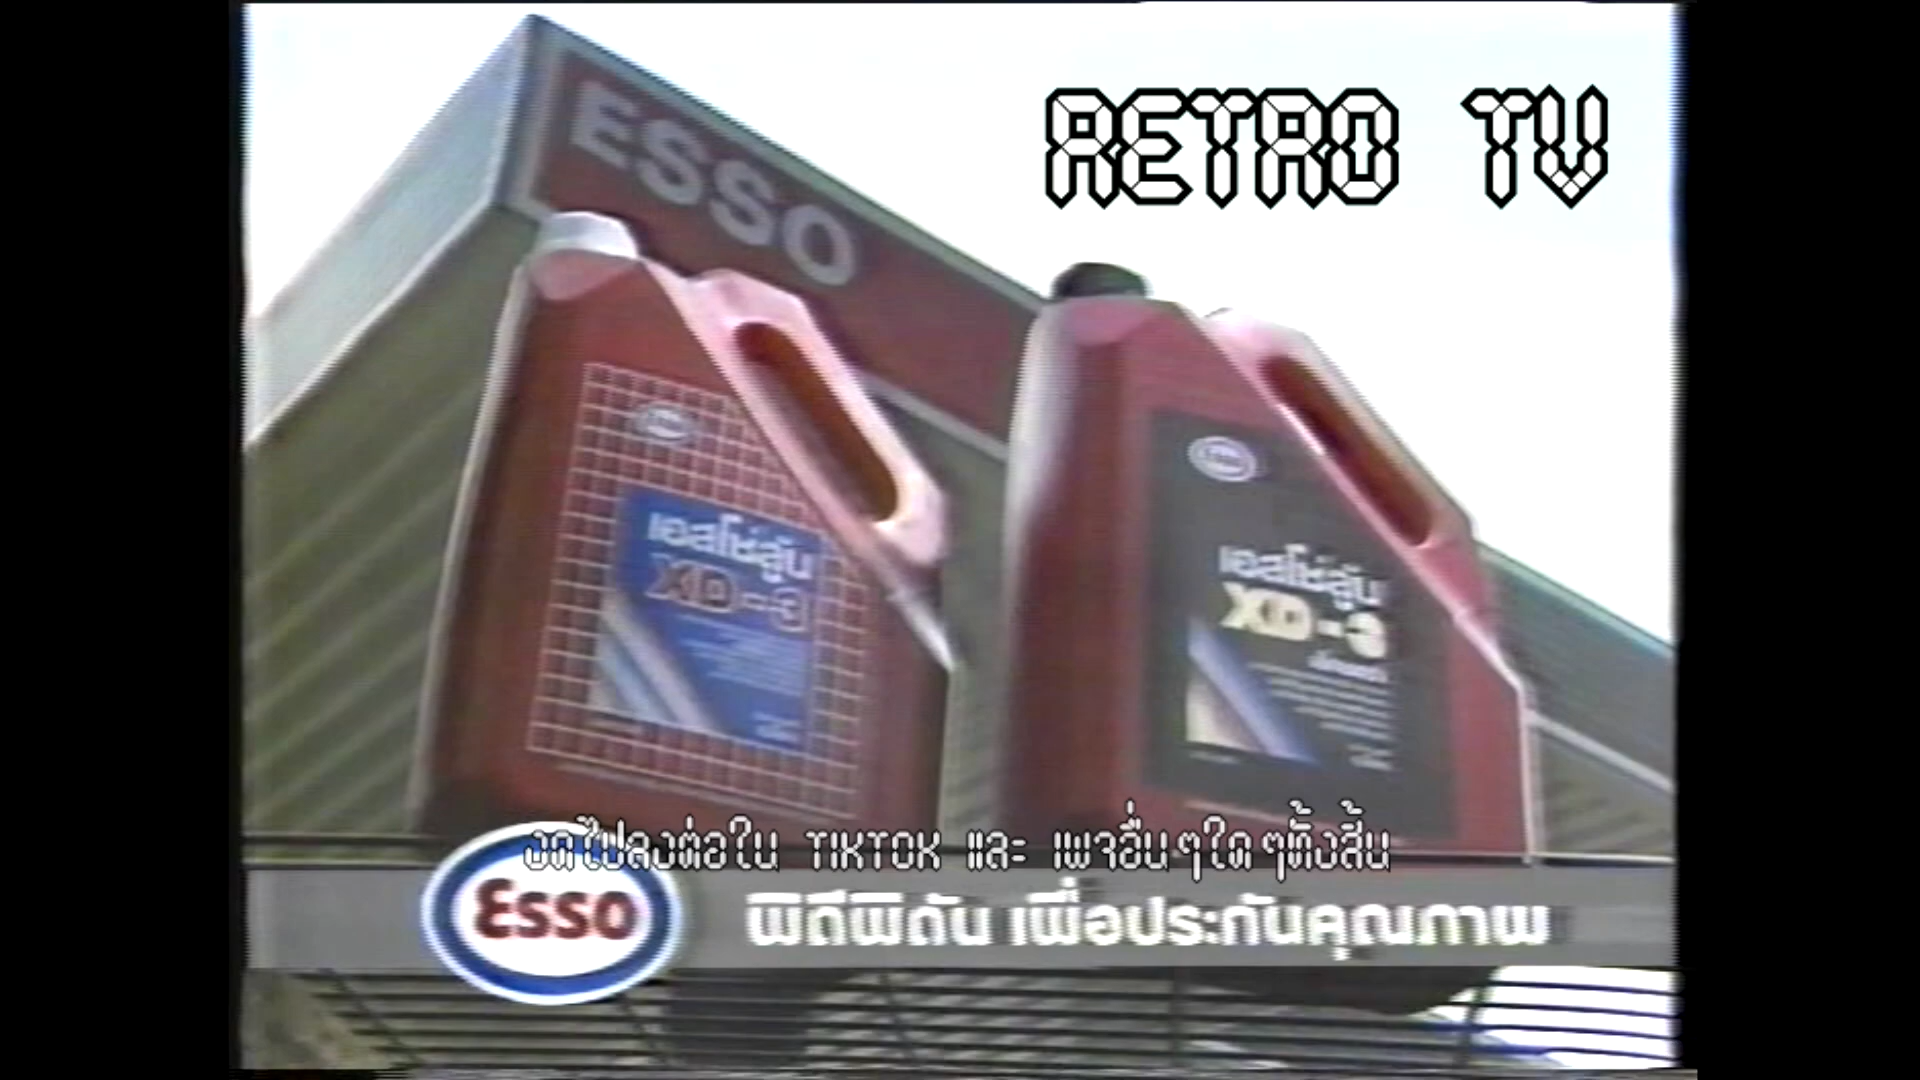 RETRO TV
ESSO
เอสโซ่ลู้บ
XD-3
เอสโซ่ลู้บ
XD-3
งดไปลงต่อใน TIKTOK และ เพจอื่นๆใดๆทั้งสิ้น
Esso
พิถีพิถัน เพื่อประกันคุณภาพ